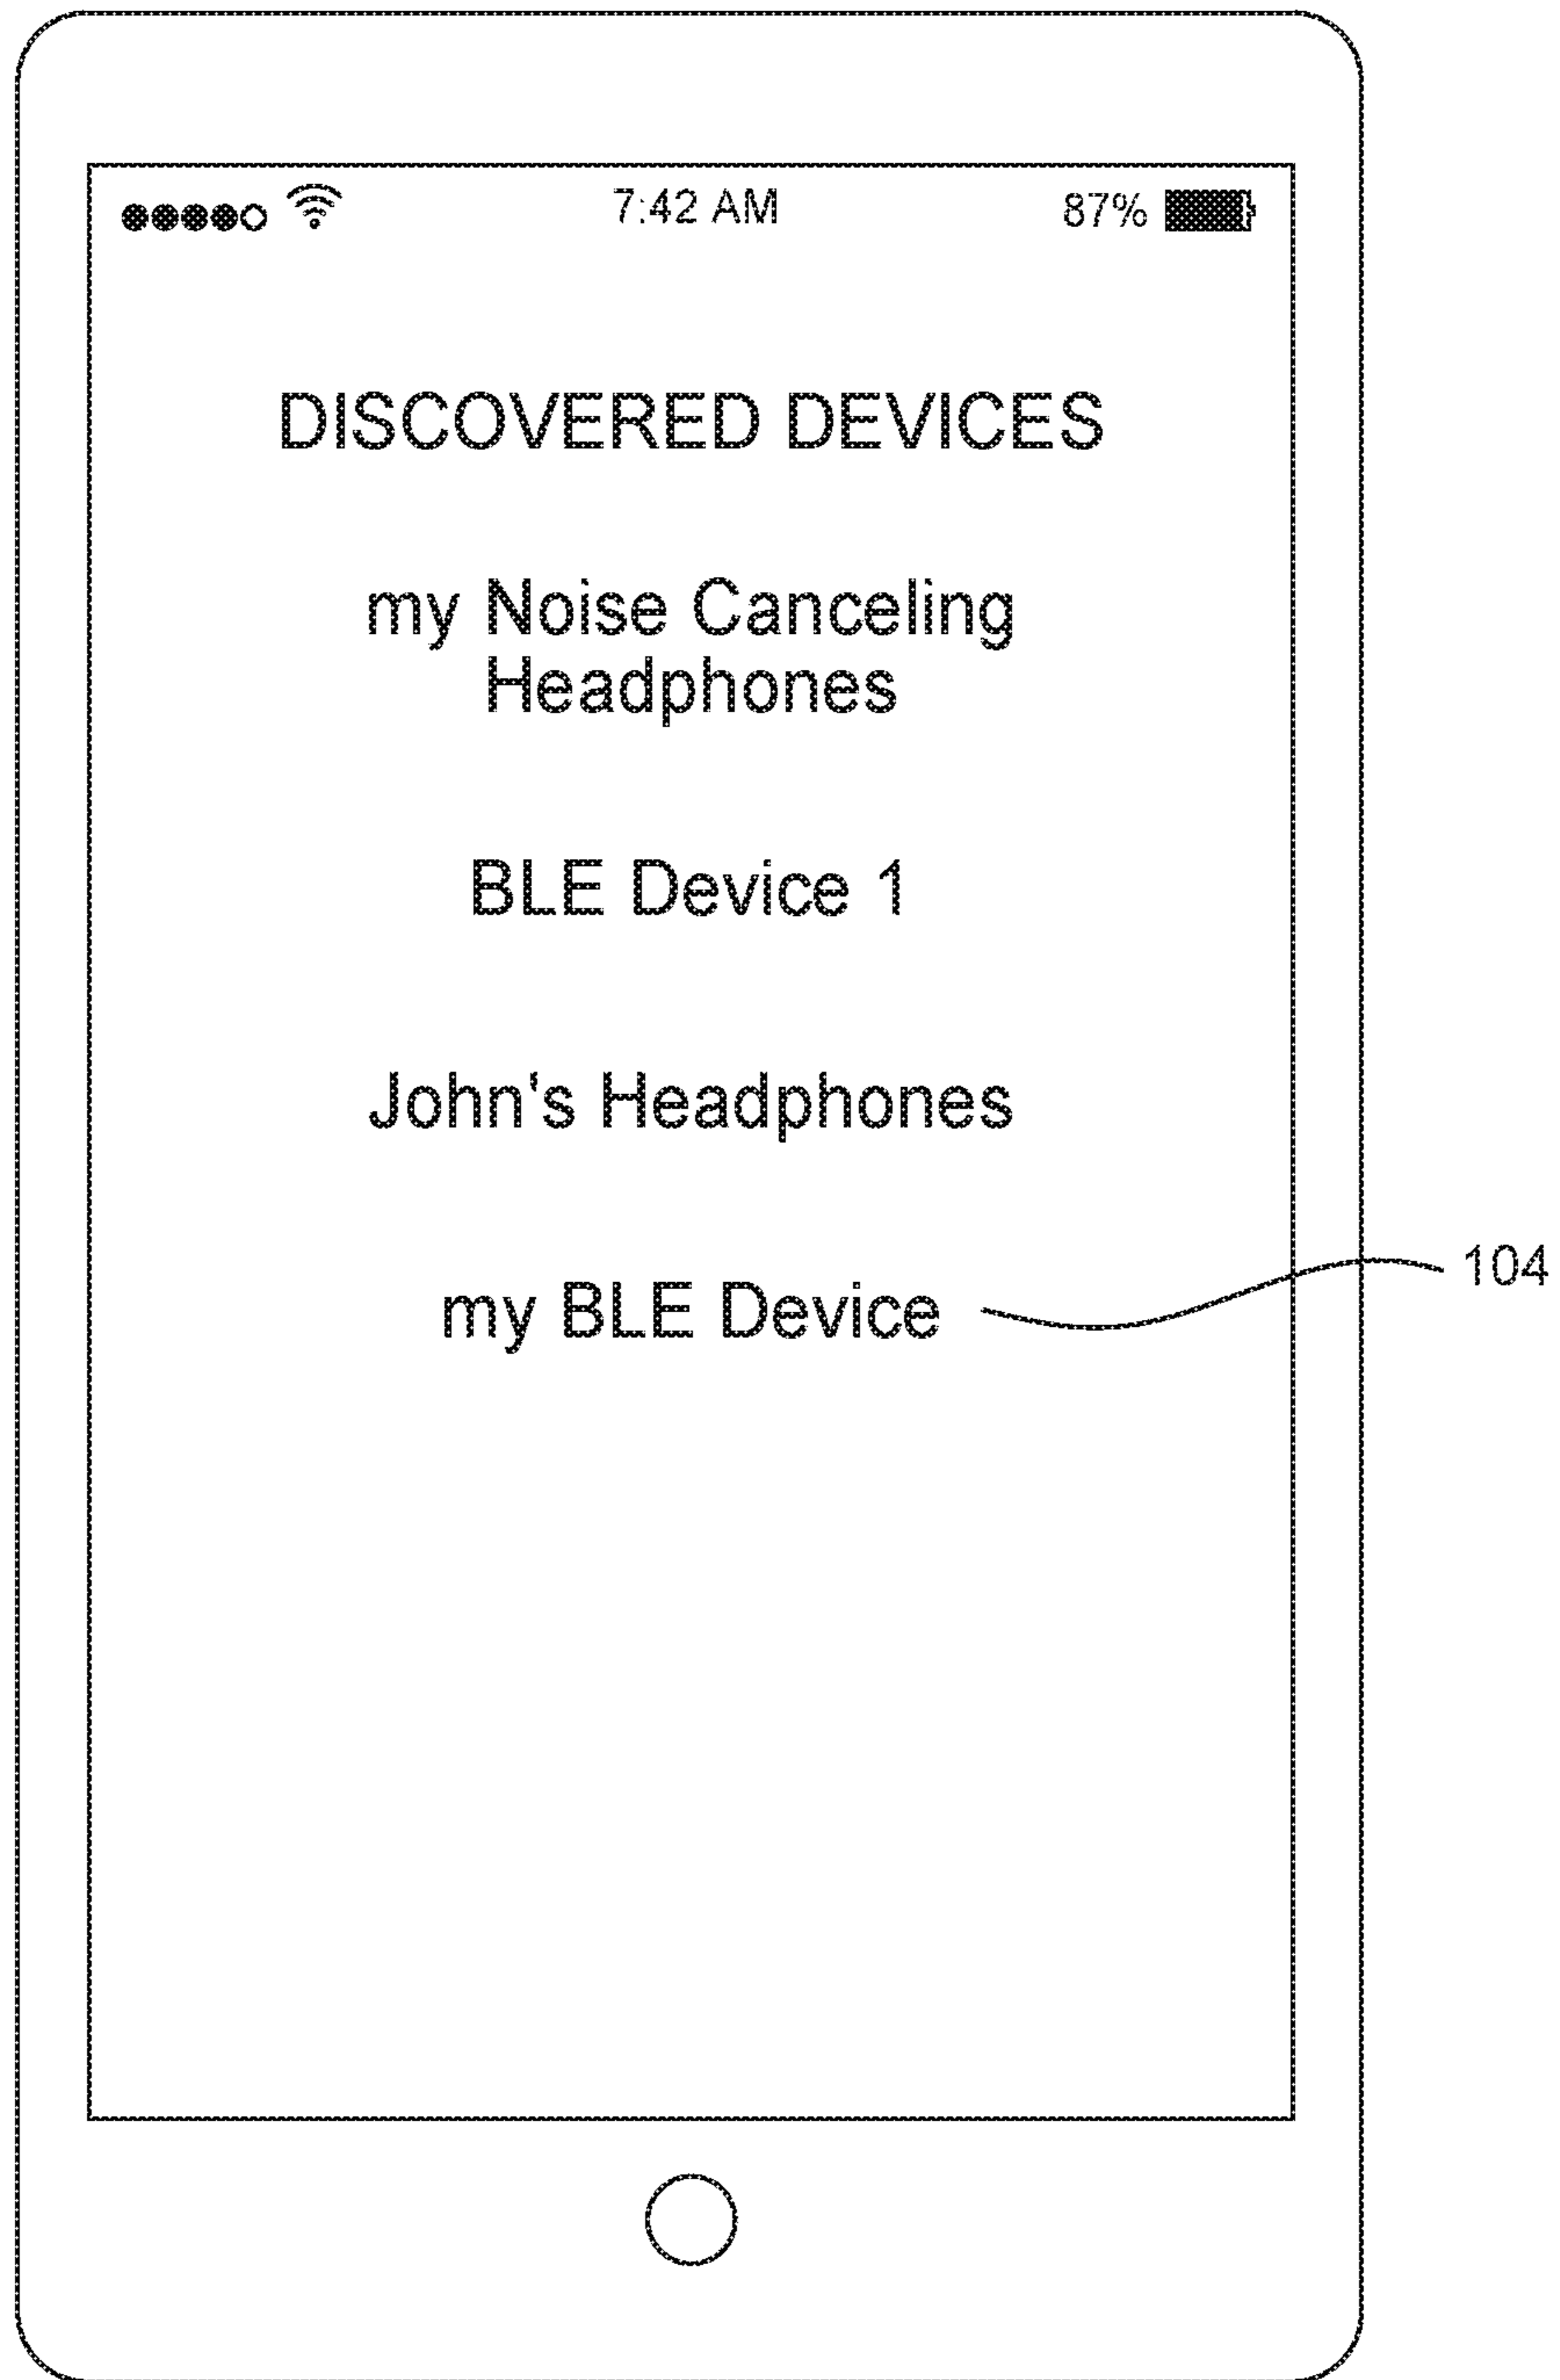 7:42 AM 87%
DISCOVERED DEVICES
my Noise Canceling
Headphones
BLE Device 1
John's Headphones
104
my BLE Device